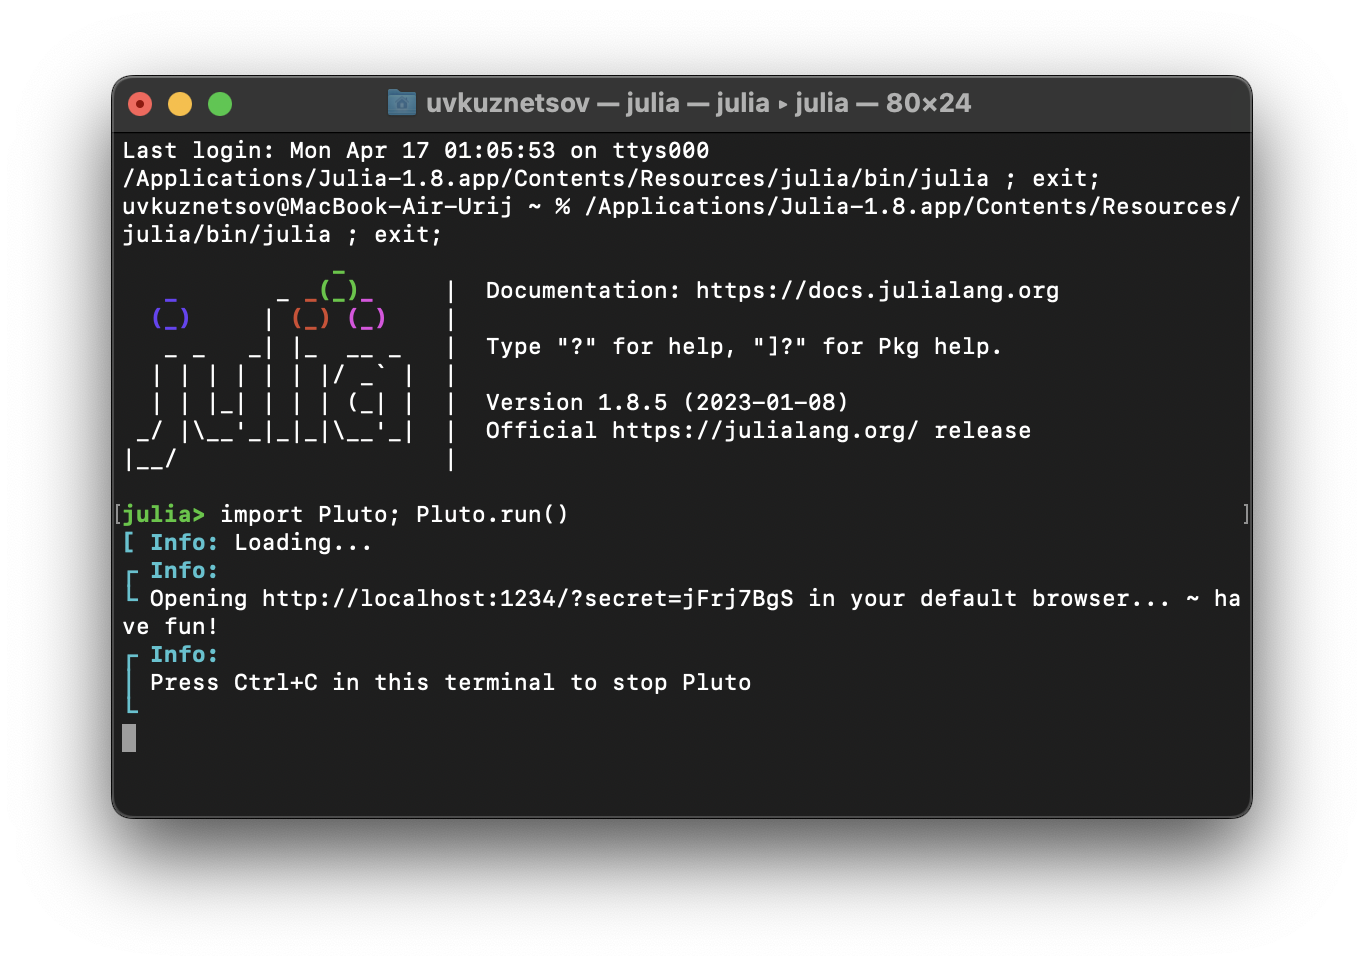 uvkuznetsov — julia — julia ▸ julia — 80×24
Last login: Mon Apr 17 01:05:53 on ttys000
/Applications/Julia-1.8.app/Contents/Resources/julia/bin/julia ; exit;
uvkuznetsov@MacBook-Air-Urij ~ % /Applications/Julia-1.8.app/Contents/Resources/
julia/bin/julia ; exit;
               _
   _       _ _(_)_     |  Documentation: https://docs.julialang.org
  (_)     | (_) (_)    |
   _ _   _| |_  __ _   |  Type "?" for help, "]?" for Pkg help.
  | | | | | | |/ _` |  |
  | | |_| | | | (_| |  |  Version 1.8.5 (2023-01-08)
 _/ |\__'_|_|_|\__'_|  |  Official https://julialang.org/ release
|__/                   |
julia> import Pluto; Pluto.run()
[ Info: Loading...
┌ Info:
└ Opening http://localhost:1234/?secret=jFrj7BgS in your default browser... ~ ha
ve fun!
┌ Info:
│ Press Ctrl+C in this terminal to stop Pluto
└